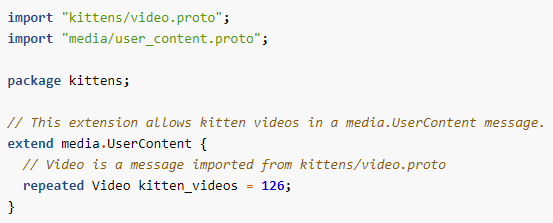 import "kittens/video.proto";
import "media/user_content.proto";
package kittens;
// This extension allows kitten videos in a media.UserContent message.
extend media.UserContent {
// Video is a message imported from kittens/video.proto
repeated Video kitten_videos = 126;
}